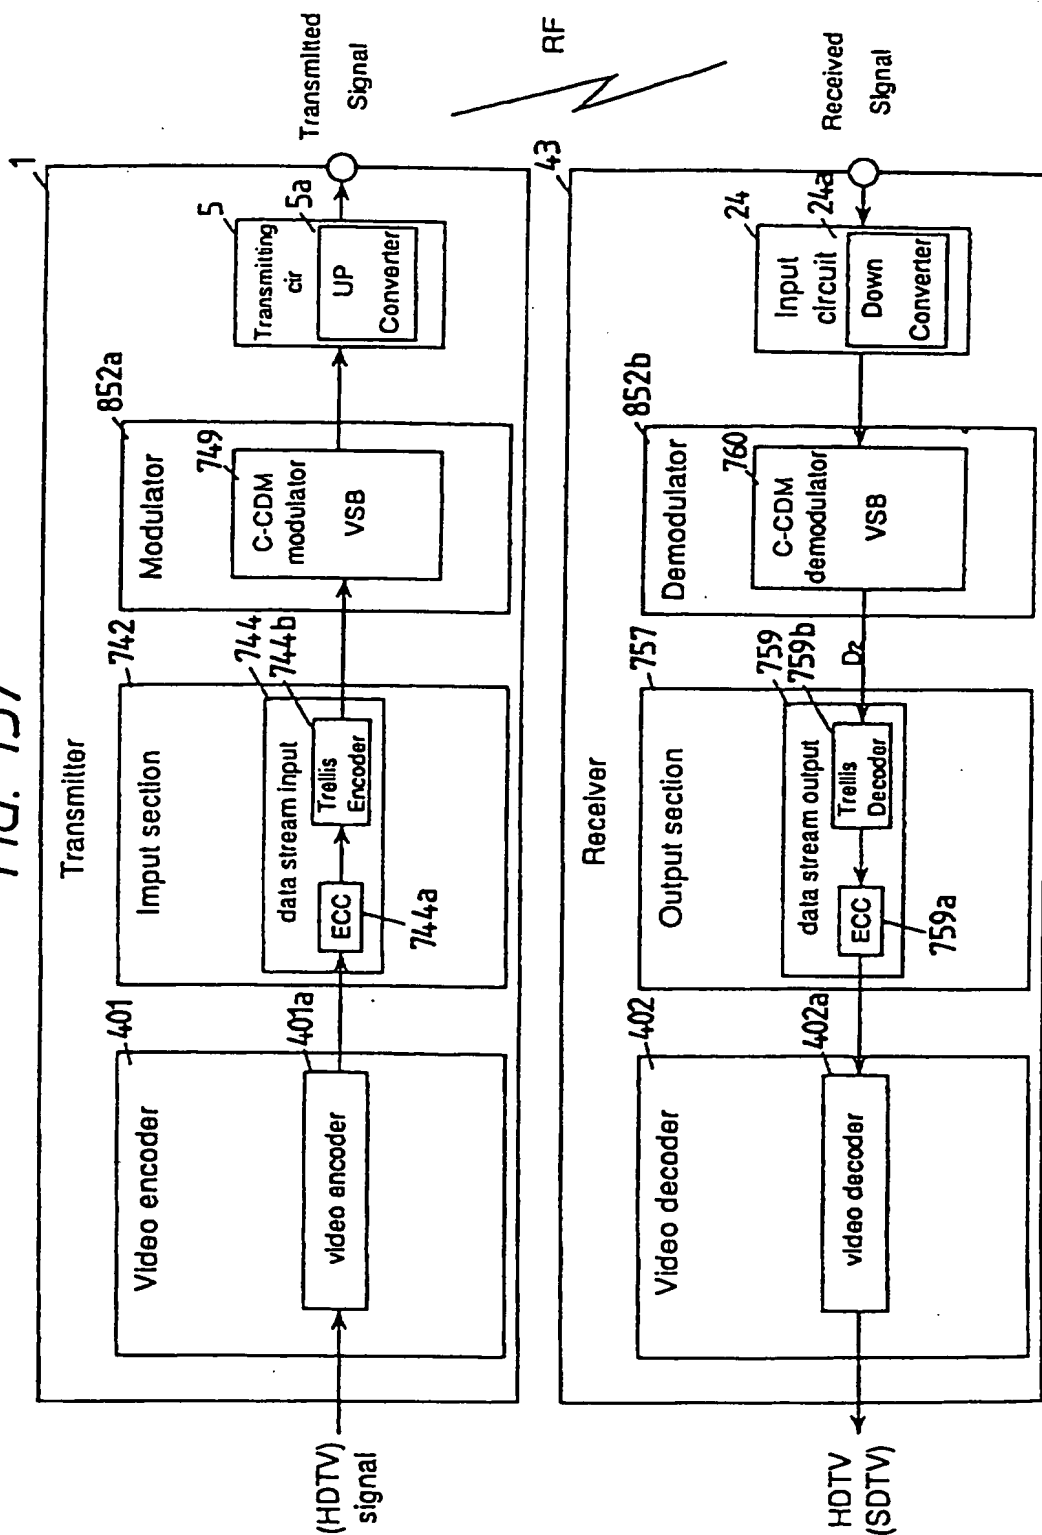 FIG. 157
Transmitter
1
(HDTV)
signal
Video encoder
401
video encoder
401a
Imput section
742
data stream input
744
744b
ECC
744a
Trellis
Encoder
Modulator
852a
749
C-CDM
modulator
VSB
Transmitting
cir
5
5a
UP
Converter
Transmitted
Signal
RF
Receiver
43
HDTV
(SDTV)
Video decoder
402
video decoder
402a
Output section
757
data stream output
759
759b
ECC
759a
Trellis
Decoder
Dz
Demodulator
852b
760
C-CDM
demodulator
VSB
Input
circuit
24
24a
Down
Converter
Received
Signal